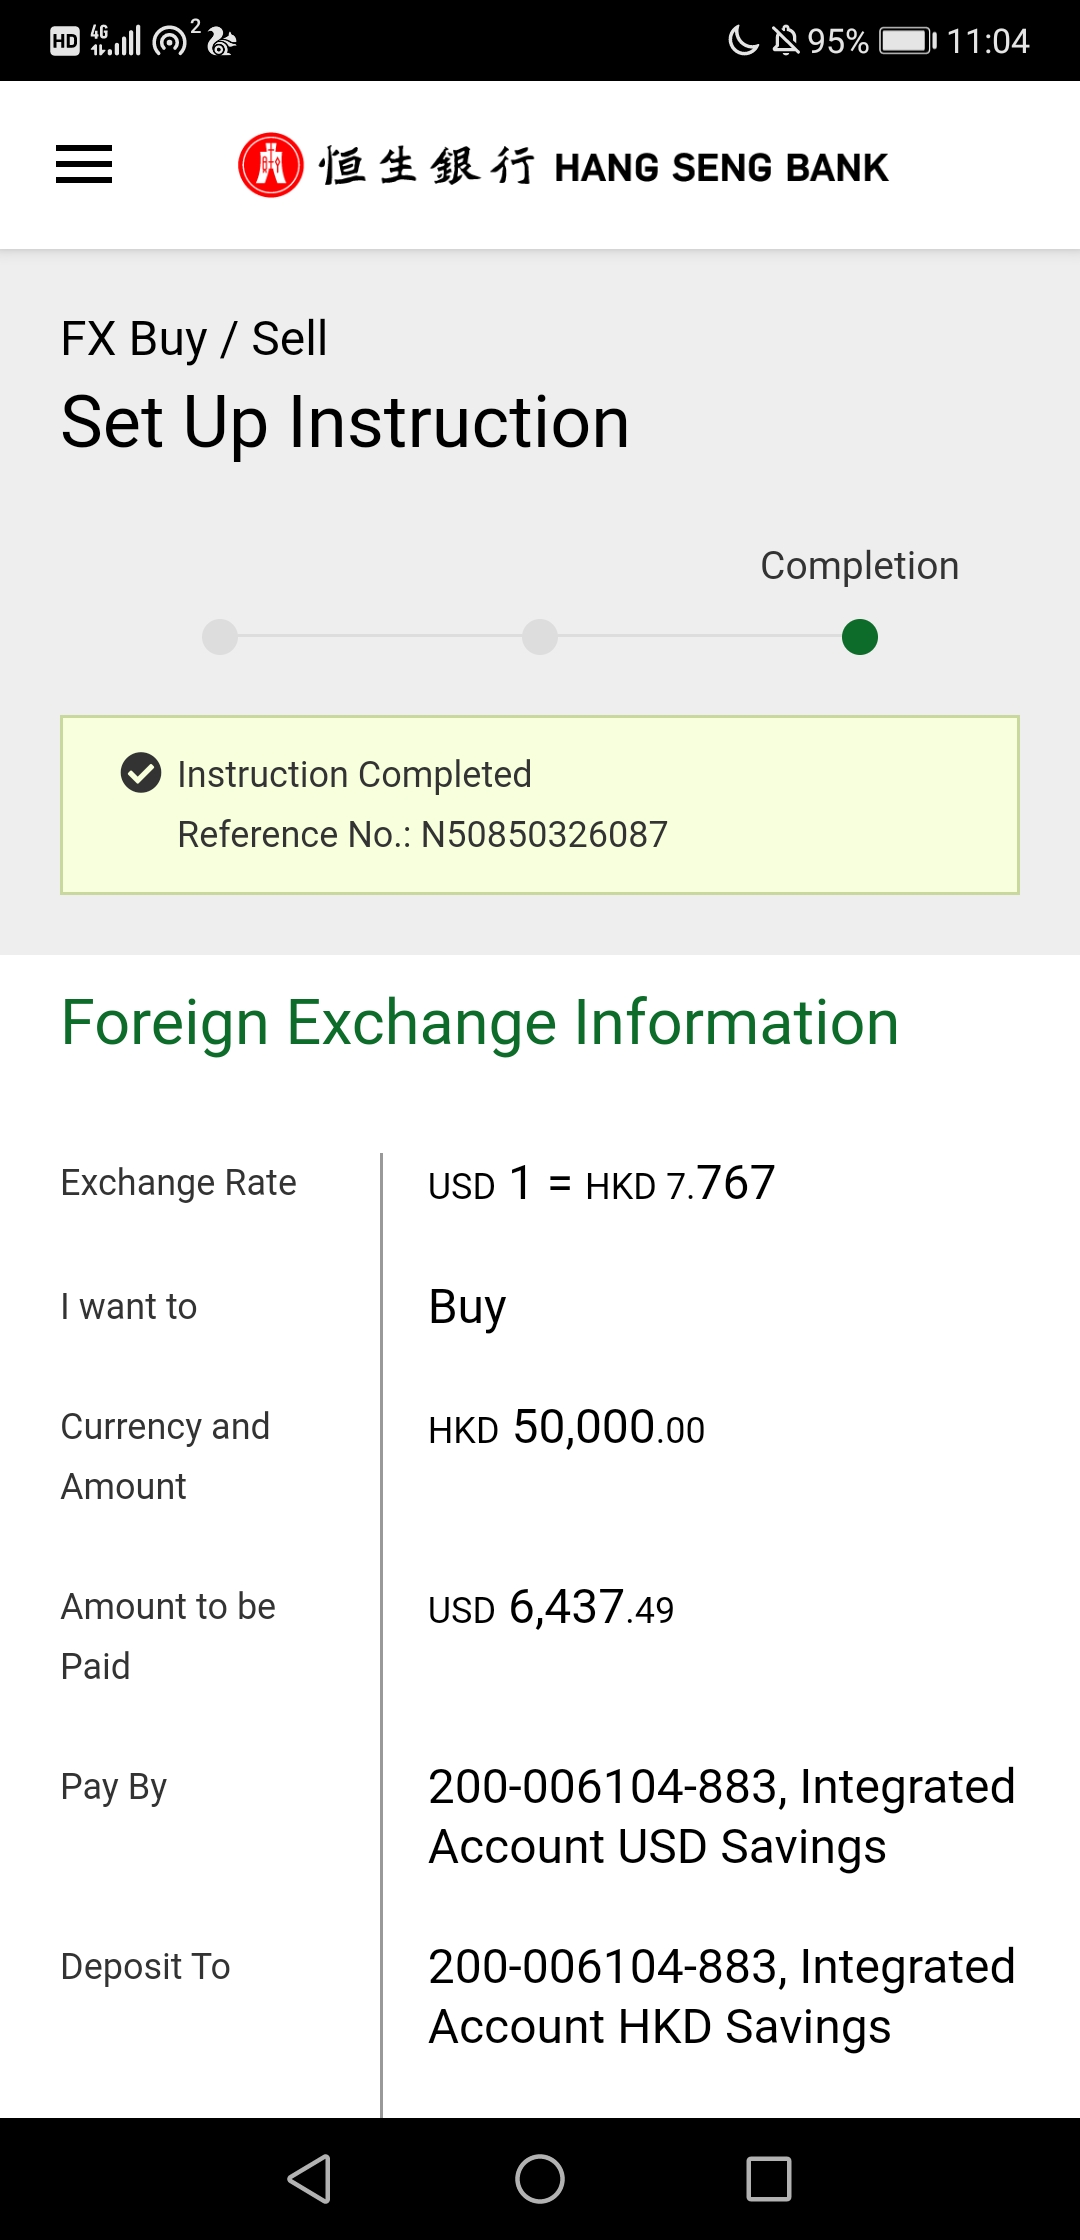 HD 4G 2 95% 11:04
恒生銀行 HANG SENG BANK
FX Buy / Sell
Set Up Instruction
Completion
Instruction Completed
Reference No.: N50850326087
Foreign Exchange Information
Exchange Rate USD 1 = HKD 7.767
I want to Buy
Currency and HKD 50,000.00
Amount
Amount to be USD 6,437.49
Paid
Pay By 200-006104-883, Integrated
Account USD Savings
Deposit To 200-006104-883, Integrated
Account HKD Savings